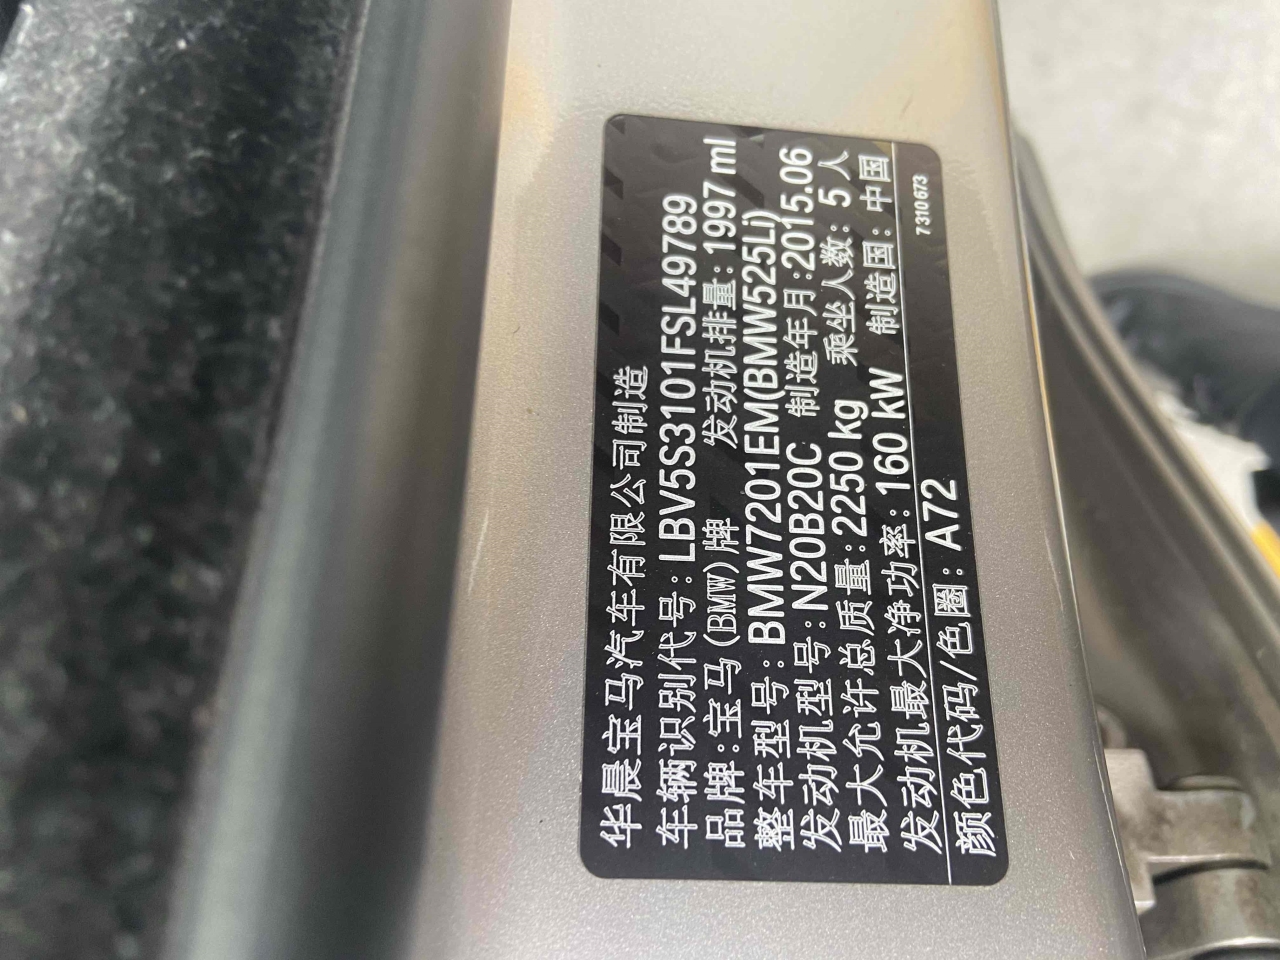 华晨宝马汽车有限公司制造
车辆识别代号:LBV5S3101FSL49789
品牌:宝马(BMW)牌 发动机排量:1997 ml
整车型号:BMW7201EM(BMW525Li)
发动机型号:N20B20C 制造年月:2015.06
最大允许总质量:2250 kg 乘坐人数:5 人
发动机最大净功率:160 kW 制造国:中国
颜色代码/色圈:A72
7 310 673